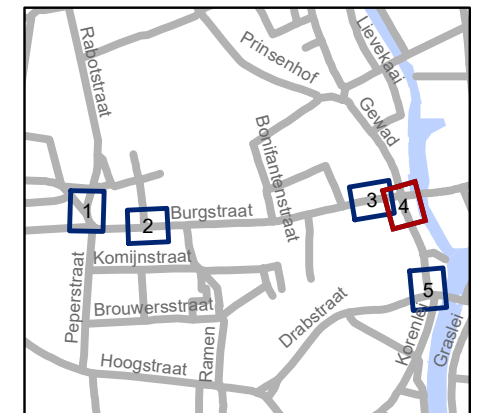 Lievekaai
Prinsenhof
Rabotstraat
Gewad
Bonifantenstraat
3
4
1
Burgstraat
2
Komijnstraat
Peperstraat
5
Brouwersstraat
Drabstraat
Korenlei
Graslei
Ramen
Hoogstraat